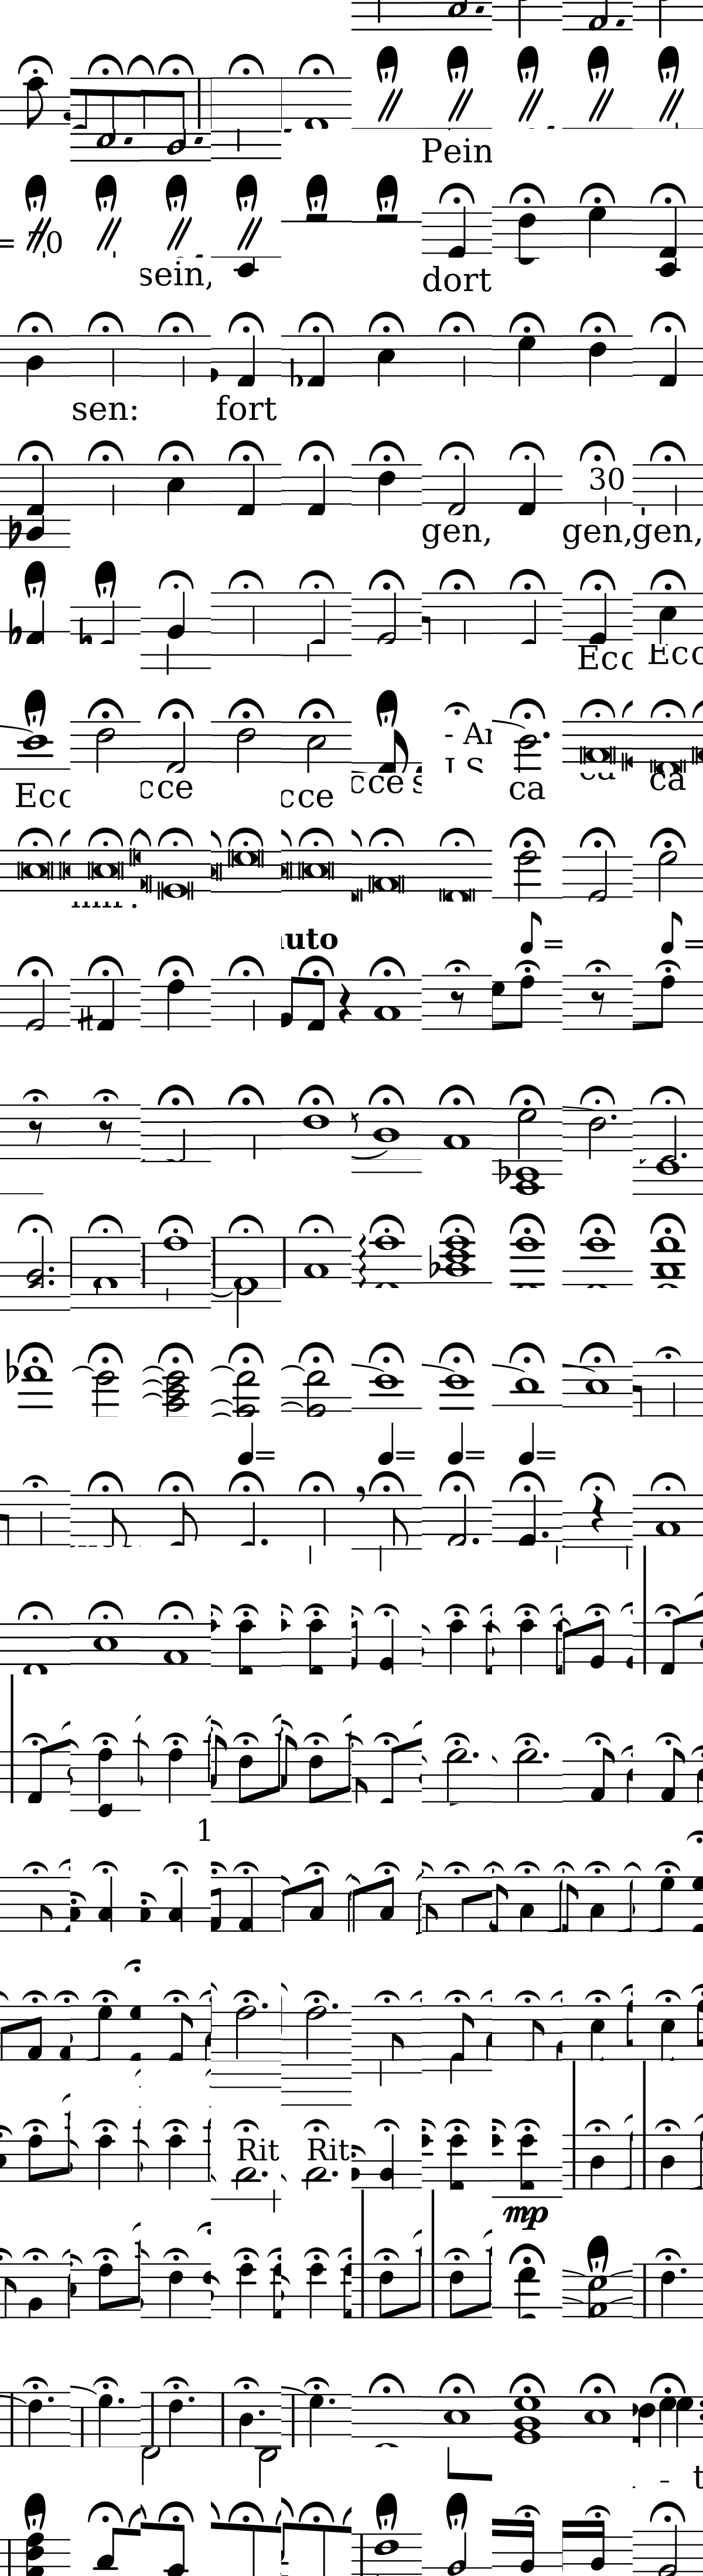 Pein
= 70
sein,
dort
sen: fort
30
gen, gen, gen,
Ecc Ecc
Ecc cce cce cce s ca ca ca
- Ar
uto
=
=
= = = =
1
Rit Rit.
mp
- t